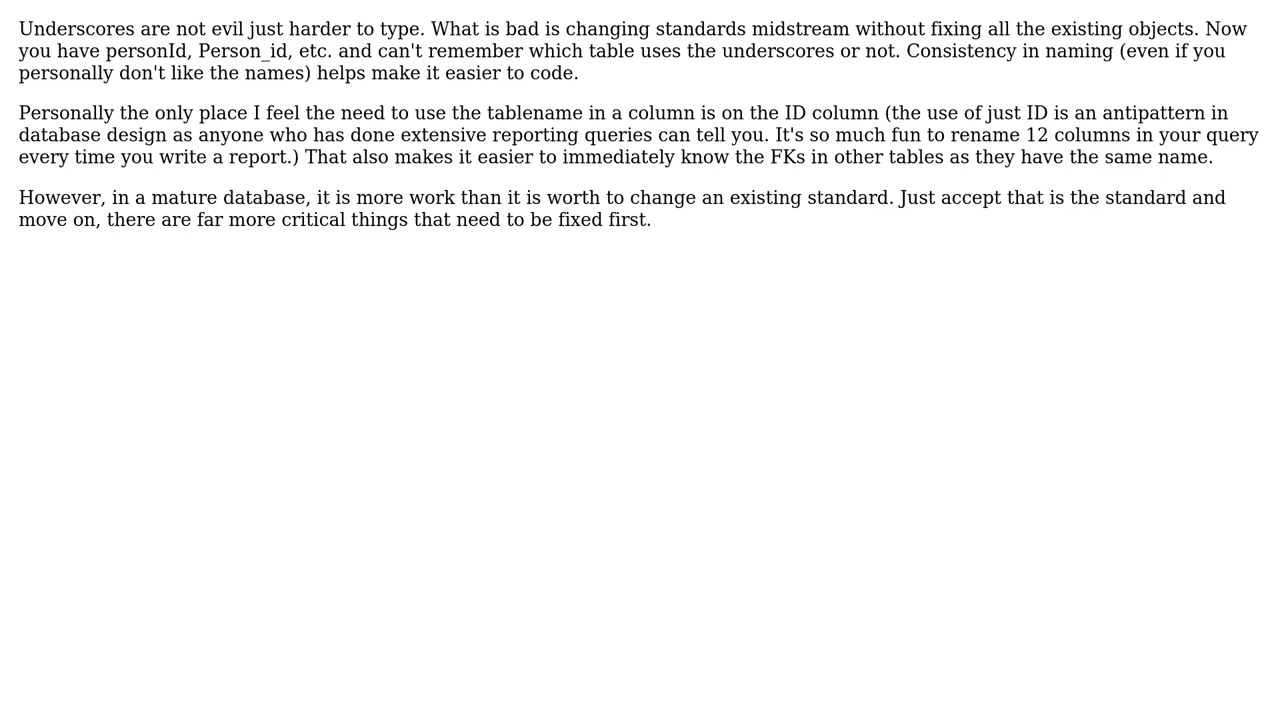 Underscores are not evil just harder to type. What is bad is changing standards midstream without fixing all the existing objects. Now
you have personId, Person_id, etc. and can't remember which table uses the underscores or not. Consistency in naming (even if you
personally don't like the names) helps make it easier to code.
Personally the only place I feel the need to use the tablename in a column is on the ID column (the use of just ID is an antipattern in
database design as anyone who has done extensive reporting queries can tell you. It's so much fun to rename 12 columns in your query
every time you write a report.) That also makes it easier to immediately know the FKs in other tables as they have the same name.
However, in a mature database, it is more work than it is worth to change an existing standard. Just accept that is the standard and
move on, there are far more critical things that need to be fixed first.